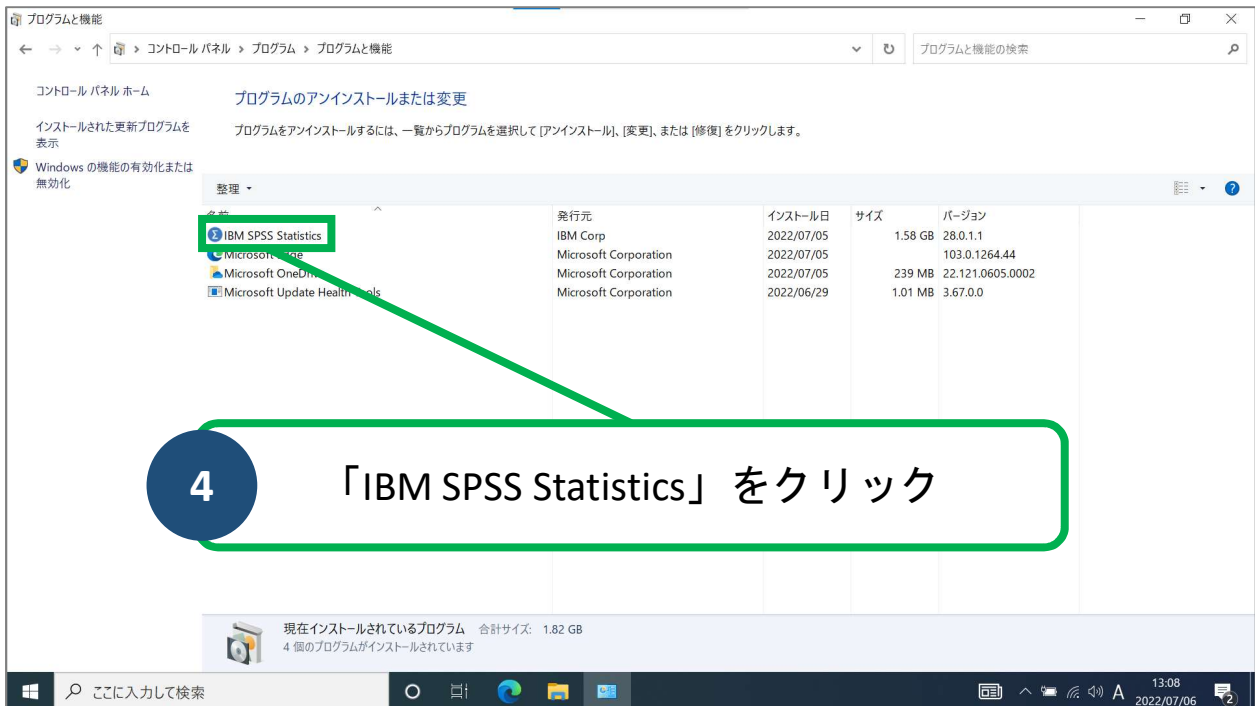 プログラムと機能
コントロール パネル > プログラム > プログラムと機能
プログラムと機能の検索
コントロール パネル ホーム
インストールされた更新プログラムを
表示
Windows の機能の有効化または
無効化
プログラムのアンインストールまたは変更
プログラムをアンインストールするには、一覧からプログラムを選択して [アンインストール]、[変更]、または [修復] をクリックします。
整理
名前 発行元 インストール日 サイズ バージョン
IBM SPSS Statistics IBM Corp 2022/07/05 1.58 GB 28.0.1.1
Microsoft Edge Microsoft Corporation 2022/07/05 103.0.1264.44
Microsoft OneDrive Microsoft Corporation 2022/07/05 239 MB 22.121.0605.0002
Microsoft Update Health Tools Microsoft Corporation 2022/06/29 1.01 MB 3.67.0.0
4 「IBM SPSS Statistics」をクリック
現在インストールされているプログラム 合計サイズ: 1.82 GB
4 個のプログラムがインストールされています
ここに入力して検索
A
13:08
2022/07/06
2